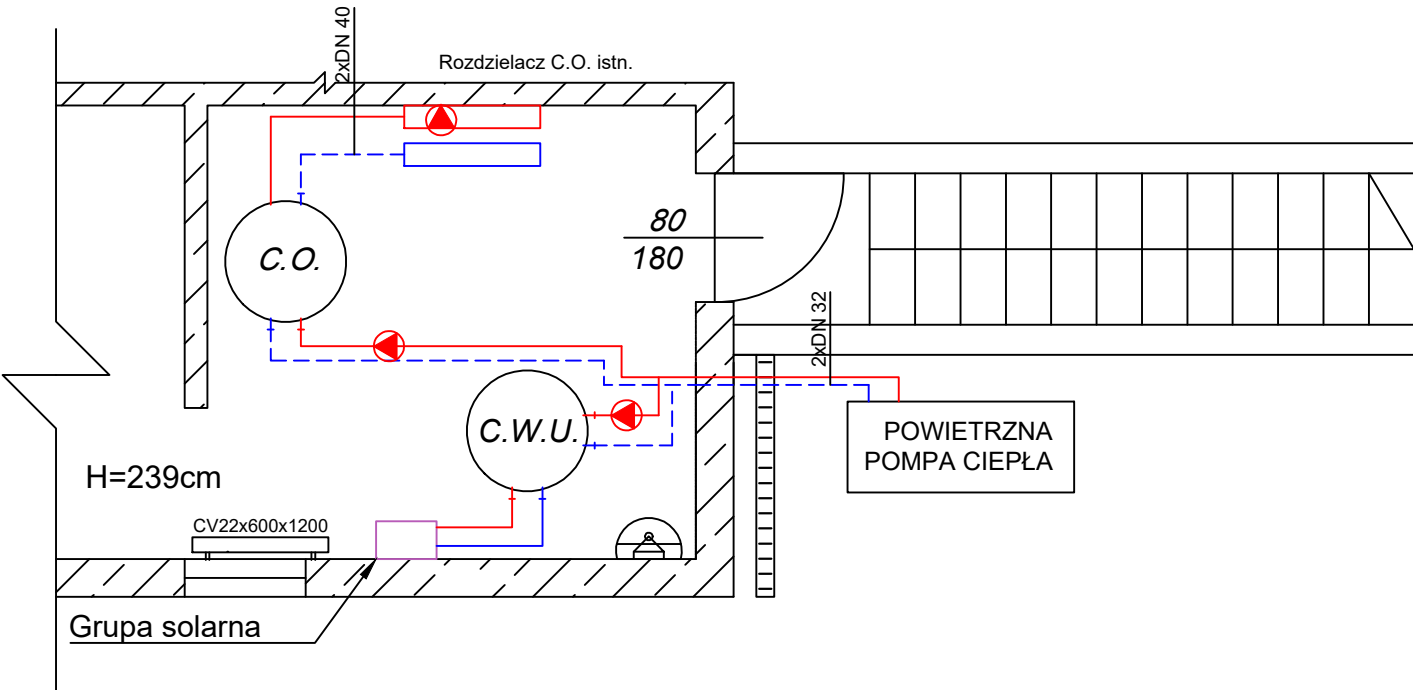 2xDN 40
Rozdzielacz C.O. istn.
C.O.
80
180
2xDN 32
C.W.U.
POWIETRZNA
POMPA CIEPŁA
H=239cm
CV22x600x1200
Grupa solarna